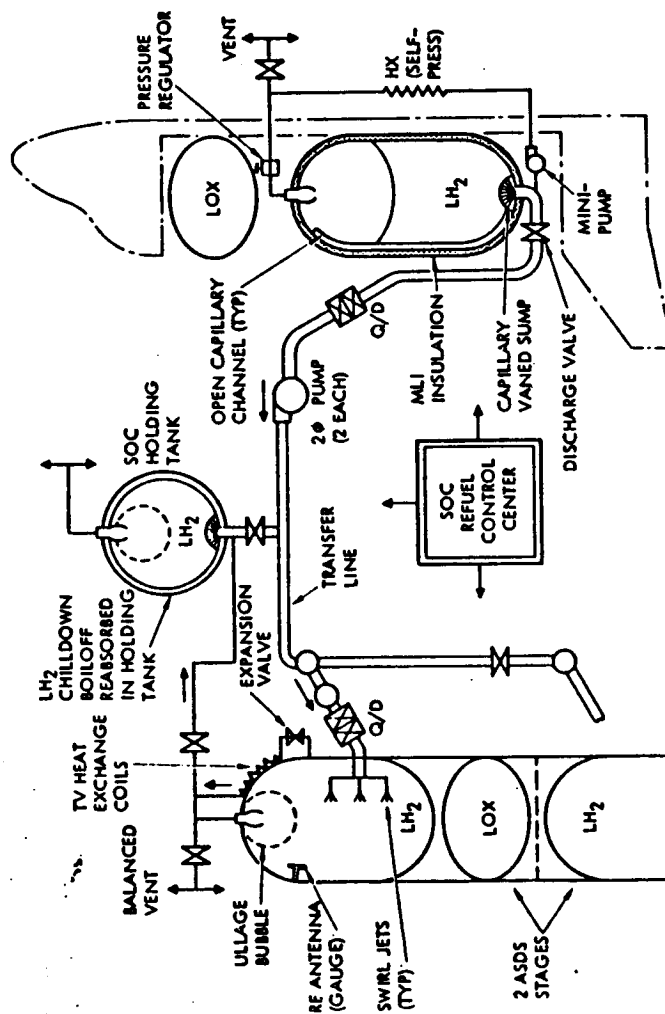 VENT
PRESSURE
REGULATOR
LOX
HX
(SELF-
PRESS)
LH2
MINI-
PUMP
OPEN CAPILLARY
CHANNEL (TYP)
Q/D
MLI
INSULATION
CAPILLARY
VANED SUMP
DISCHARGE VALVE
2Φ PUMP
(2 EACH)
SOC
HOLDING
TANK
LH2
LH2
CHILLDOWN
BOILOFF
REABSORBED
IN HOLDING
TANK
TRANSFER
LINE
SOC
REFUEL
CONTROL
CENTER
EXPANSION
VALVE
TV HEAT
EXCHANGE
COILS
BALANCED
VENT
ULLAGE
BUBBLE
RE ANTENNA
(GAUGE)
SWIRL JETS
(TYP)
Q/D
LH2
LOX
LH2
2 ASDS
STAGES